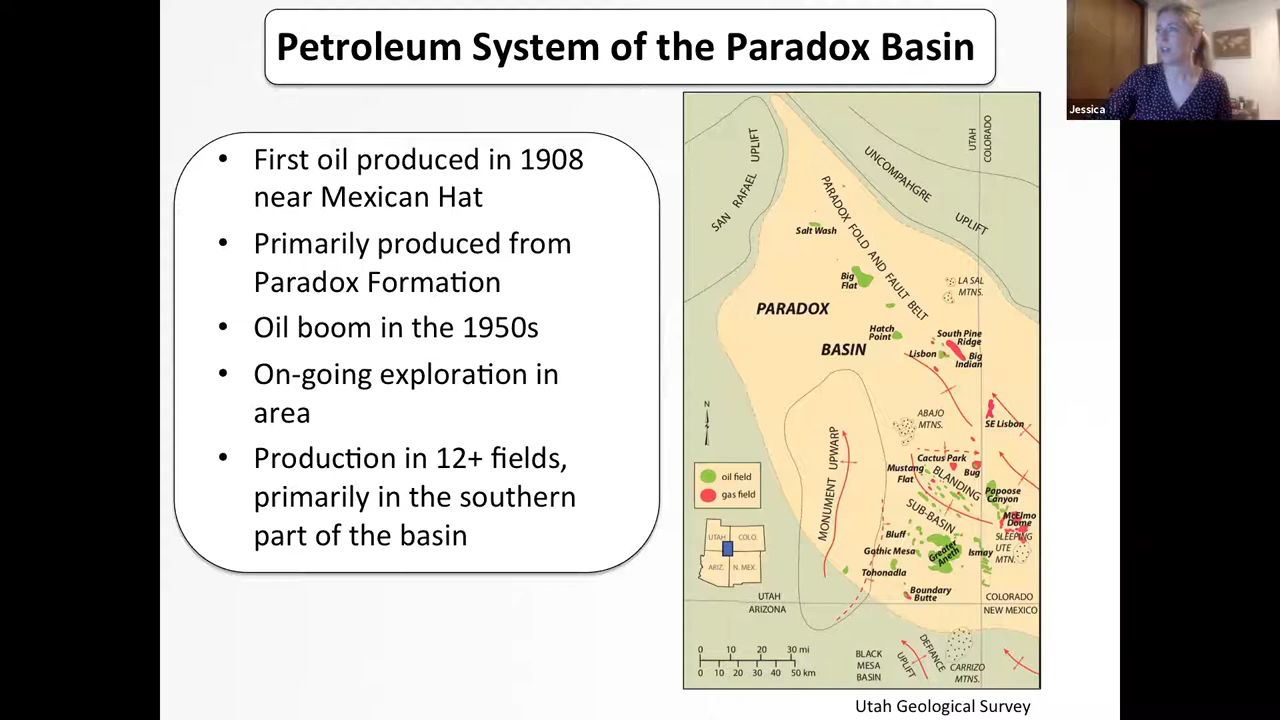 Petroleum System of the Paradox Basin
Jessica
• First oil produced in 1908
near Mexican Hat
• Primarily produced from
Paradox Formation
• Oil boom in the 1950s
• On-going exploration in
area
• Production in 12+ fields,
primarily in the southern
part of the basin
SAN RAFAEL UPLIFT
UNCOMPAHGRE UPLIFT
UTAH
COLORADO
PARADOX FOLD AND FAULT BELT
Salt Wash
Big
Flat
LA SAL
MTNS.
PARADOX
BASIN
Hatch
Point
South Pine
Ridge
Lisbon
Big
Indian
N
ABAJO
MTNS.
SE Lisbon
MONUMENT UPWARP
Cactus Park
Mustang
Flat
Bug
BLANDING
SUB-BASIN
Papoose
Canyon
McElmo
Dome
SLEEPING
UTE
MTN.
oil field
gas field
UTAH
COLO.
ARIZ.
N. MEX.
Bluff
Gothic Mesa
Greater
Aneth
Ismay
Tohonadla
Boundary
Butte
UTAH
ARIZONA
COLORADO
NEW MEXICO
0 10 20 30 mi
0 10 20 30 40 50 km
BLACK
MESA
BASIN
DEFIANCE
UPLIFT
CARRIZO
MTNS.
Utah Geological Survey